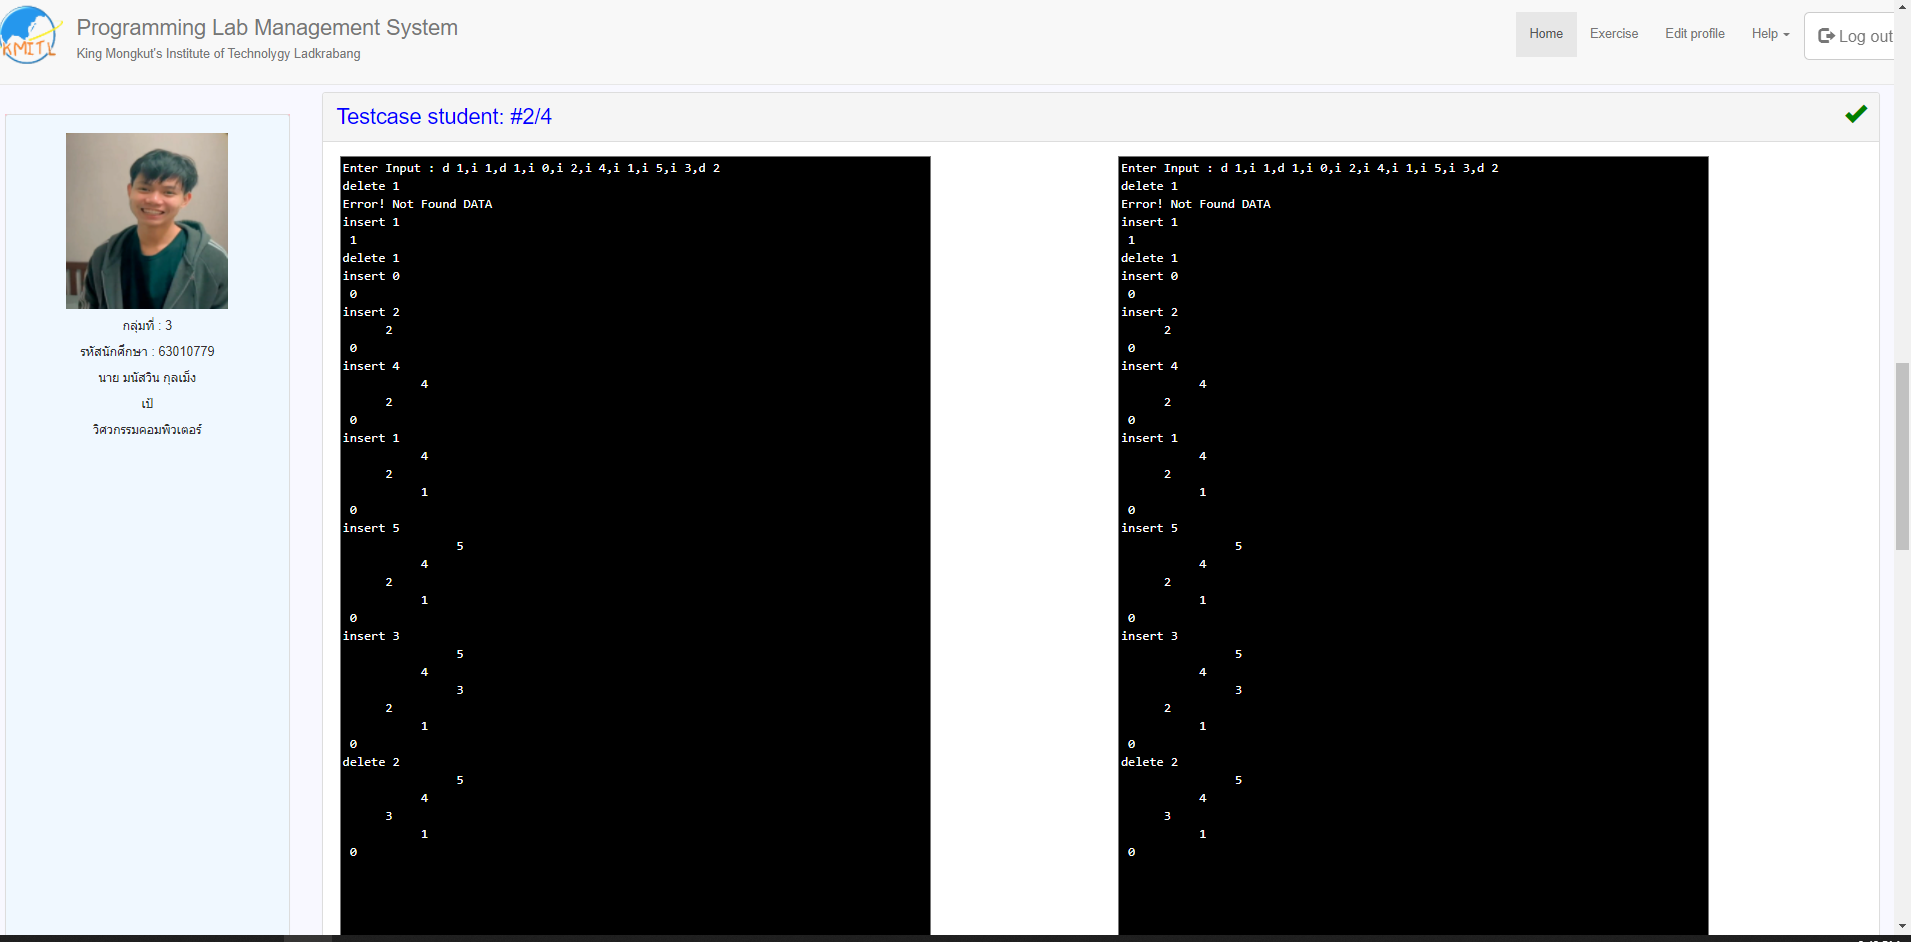 KMITL
Programming Lab Management System
King Mongkut's Institute of Technolygy Ladkrabang
Home
Exercise
Edit profile
Help
Log out
กลุ่มที่ : 3
รหัสนักศึกษา : 63010779
นาย มนัสวิน กุลเม็ง
เป้
วิศวกรรมคอมพิวเตอร์
Testcase student: #2/4
Enter Input : d 1,i 1,d 1,i 0,i 2,i 4,i 1,i 5,i 3,d 2
delete 1
Error! Not Found DATA
insert 1
1
delete 1
insert 0
0
insert 2
2
0
insert 4
4
2
0
insert 1
4
2
1
0
insert 5
5
4
2
1
0
insert 3
5
4
3
2
1
0
delete 2
5
4
3
1
0
Enter Input : d 1,i 1,d 1,i 0,i 2,i 4,i 1,i 5,i 3,d 2
delete 1
Error! Not Found DATA
insert 1
1
delete 1
insert 0
0
insert 2
2
0
insert 4
4
2
0
insert 1
4
2
1
0
insert 5
5
4
2
1
0
insert 3
5
4
3
2
1
0
delete 2
5
4
3
1
0